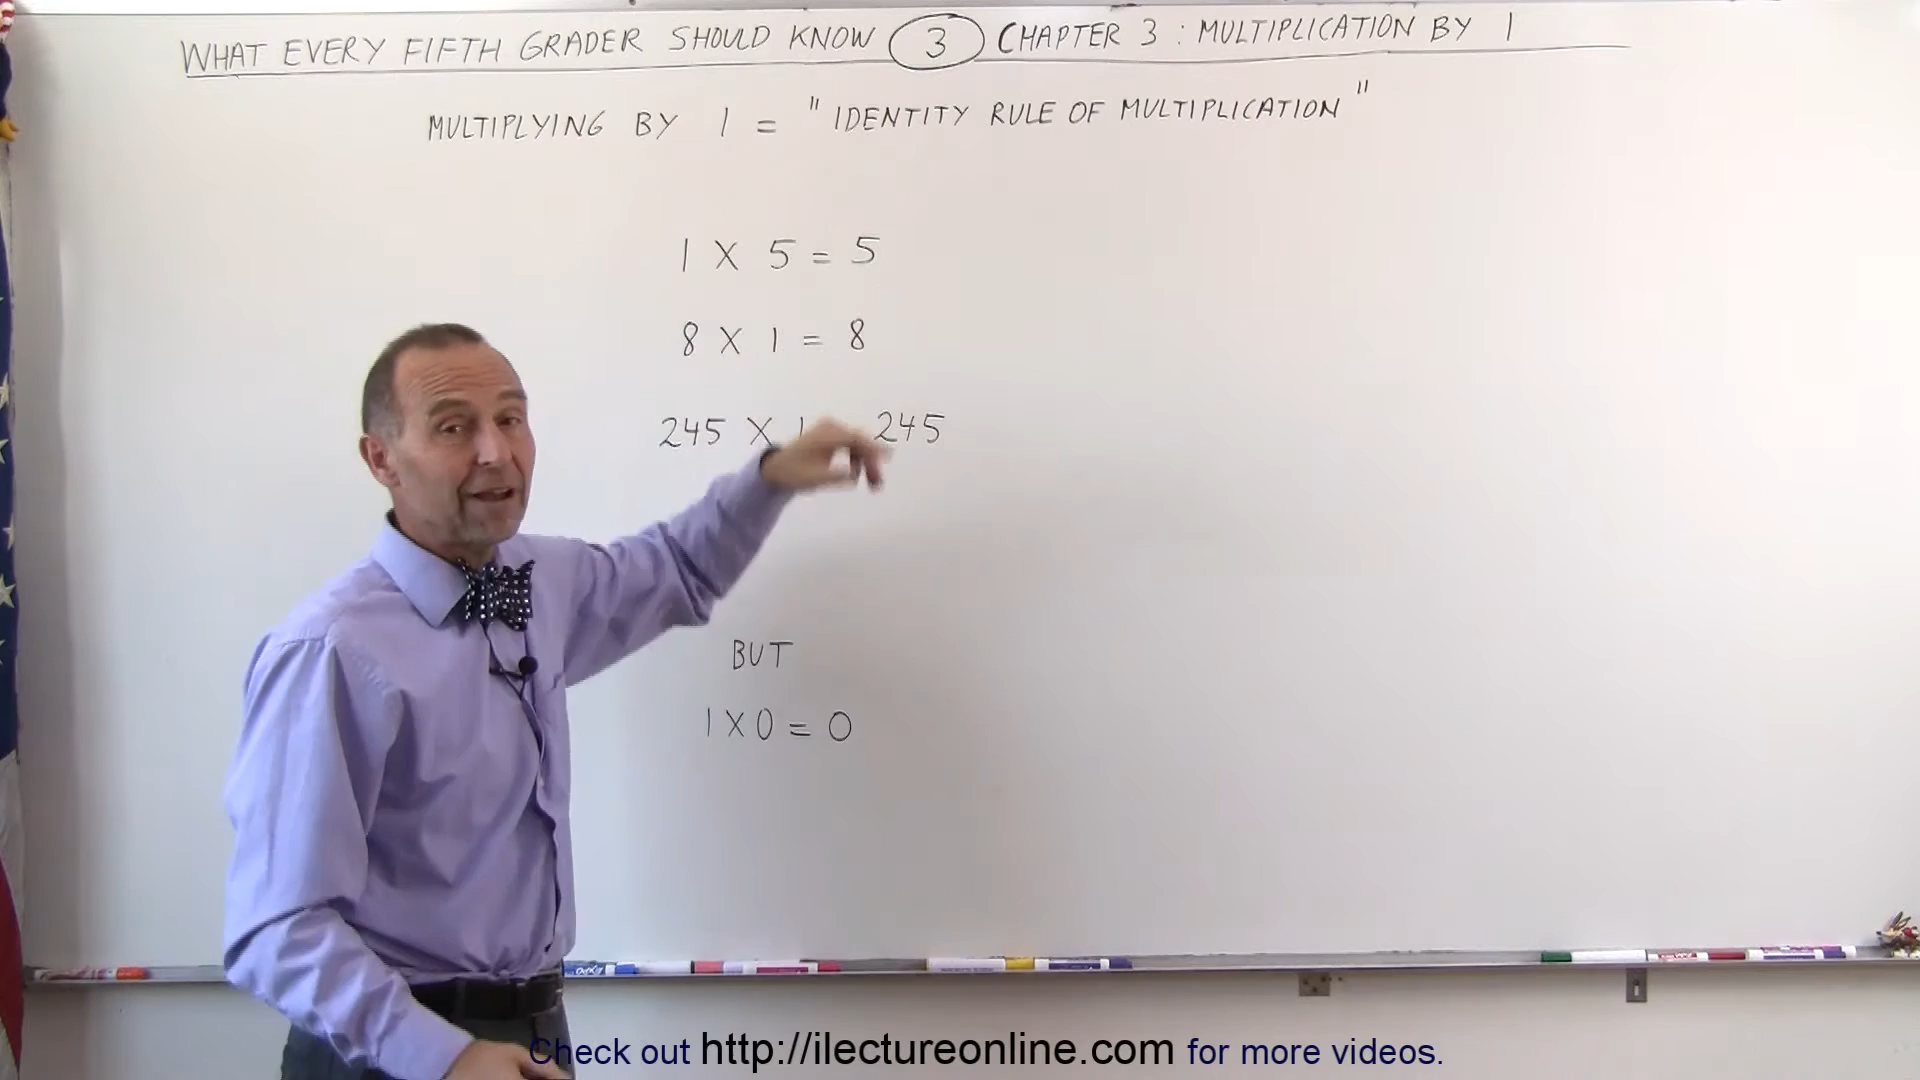 WHAT EVERY FIFTH GRADER SHOULD KNOW 3 CHAPTER 3 : MULTIPLICATION BY 1
MULTIPLYING BY 1 = "IDENTITY RULE OF MULTIPLICATION"
1 X 5 = 5
8 X 1 = 8
245 X 1 245
BUT
1 X 0 = 0
Check out http://ilectureonline.com for more videos.